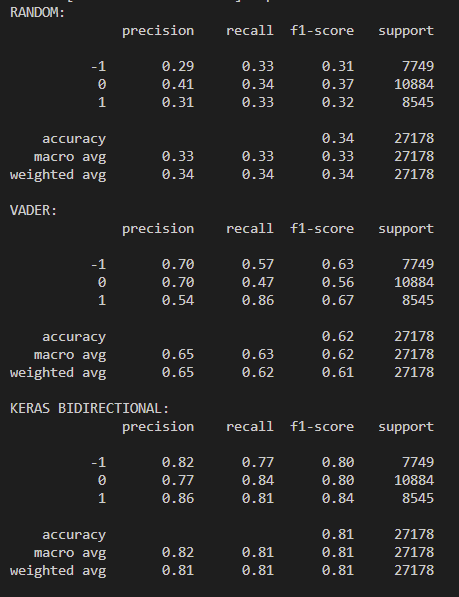 RANDOM:
precision recall f1-score support
-1 0.29 0.33 0.31 7749
0 0.41 0.34 0.37 10884
1 0.31 0.33 0.32 8545
accuracy 0.34 27178
macro avg 0.33 0.33 0.33 27178
weighted avg 0.34 0.34 0.34 27178
VADER:
precision recall f1-score support
-1 0.70 0.57 0.63 7749
0 0.70 0.47 0.56 10884
1 0.54 0.86 0.67 8545
accuracy 0.62 27178
macro avg 0.65 0.63 0.62 27178
weighted avg 0.65 0.62 0.61 27178
KERAS BIDIRECTIONAL:
precision recall f1-score support
-1 0.82 0.77 0.80 7749
0 0.77 0.84 0.80 10884
1 0.86 0.81 0.84 8545
accuracy 0.81 27178
macro avg 0.82 0.81 0.81 27178
weighted avg 0.81 0.81 0.81 27178